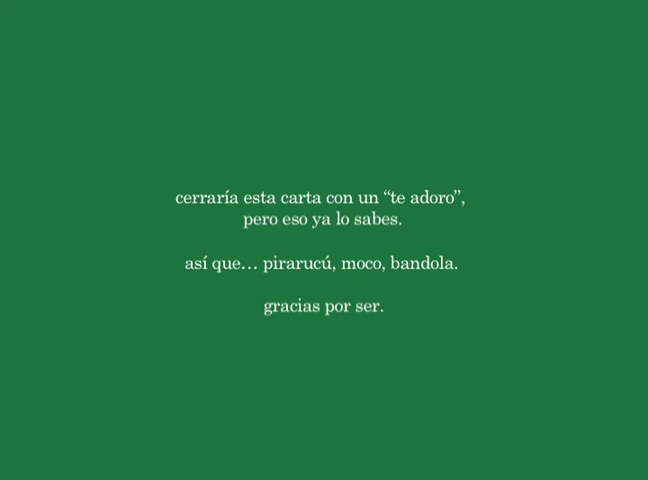 cerraría esta carta con un “te adoro”,
pero eso ya lo sabes.
así que… pirarucú, moco, bandola.
gracias por ser.